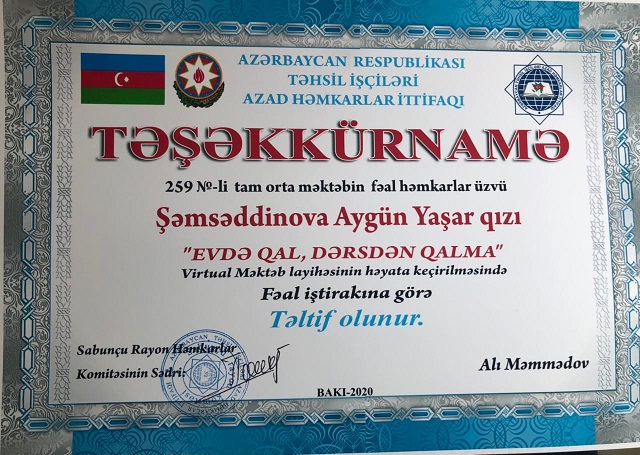 AZƏRBAYCAN RESPUBLİKASI
TƏHSİL İŞÇİLƏRİ
AZAD HƏMKARLAR İTTİFAQI
TƏŞƏKKÜRNAMƏ
259 №-li tam orta məktəbin fəal həmkarlar üzvü
Şəmsəddinova Aygün Yaşar qızı
"EVDƏ QAL, DƏRSDƏN QALMA"
Virtual Məktəb layihəsinin həyata keçirilməsində
Fəal iştirakına görə
Təltif olunur.
Sabunçu Rayon Həmkarlar
Komitəsinin Sədri:
Alı Məmmədov
BAKI-2020